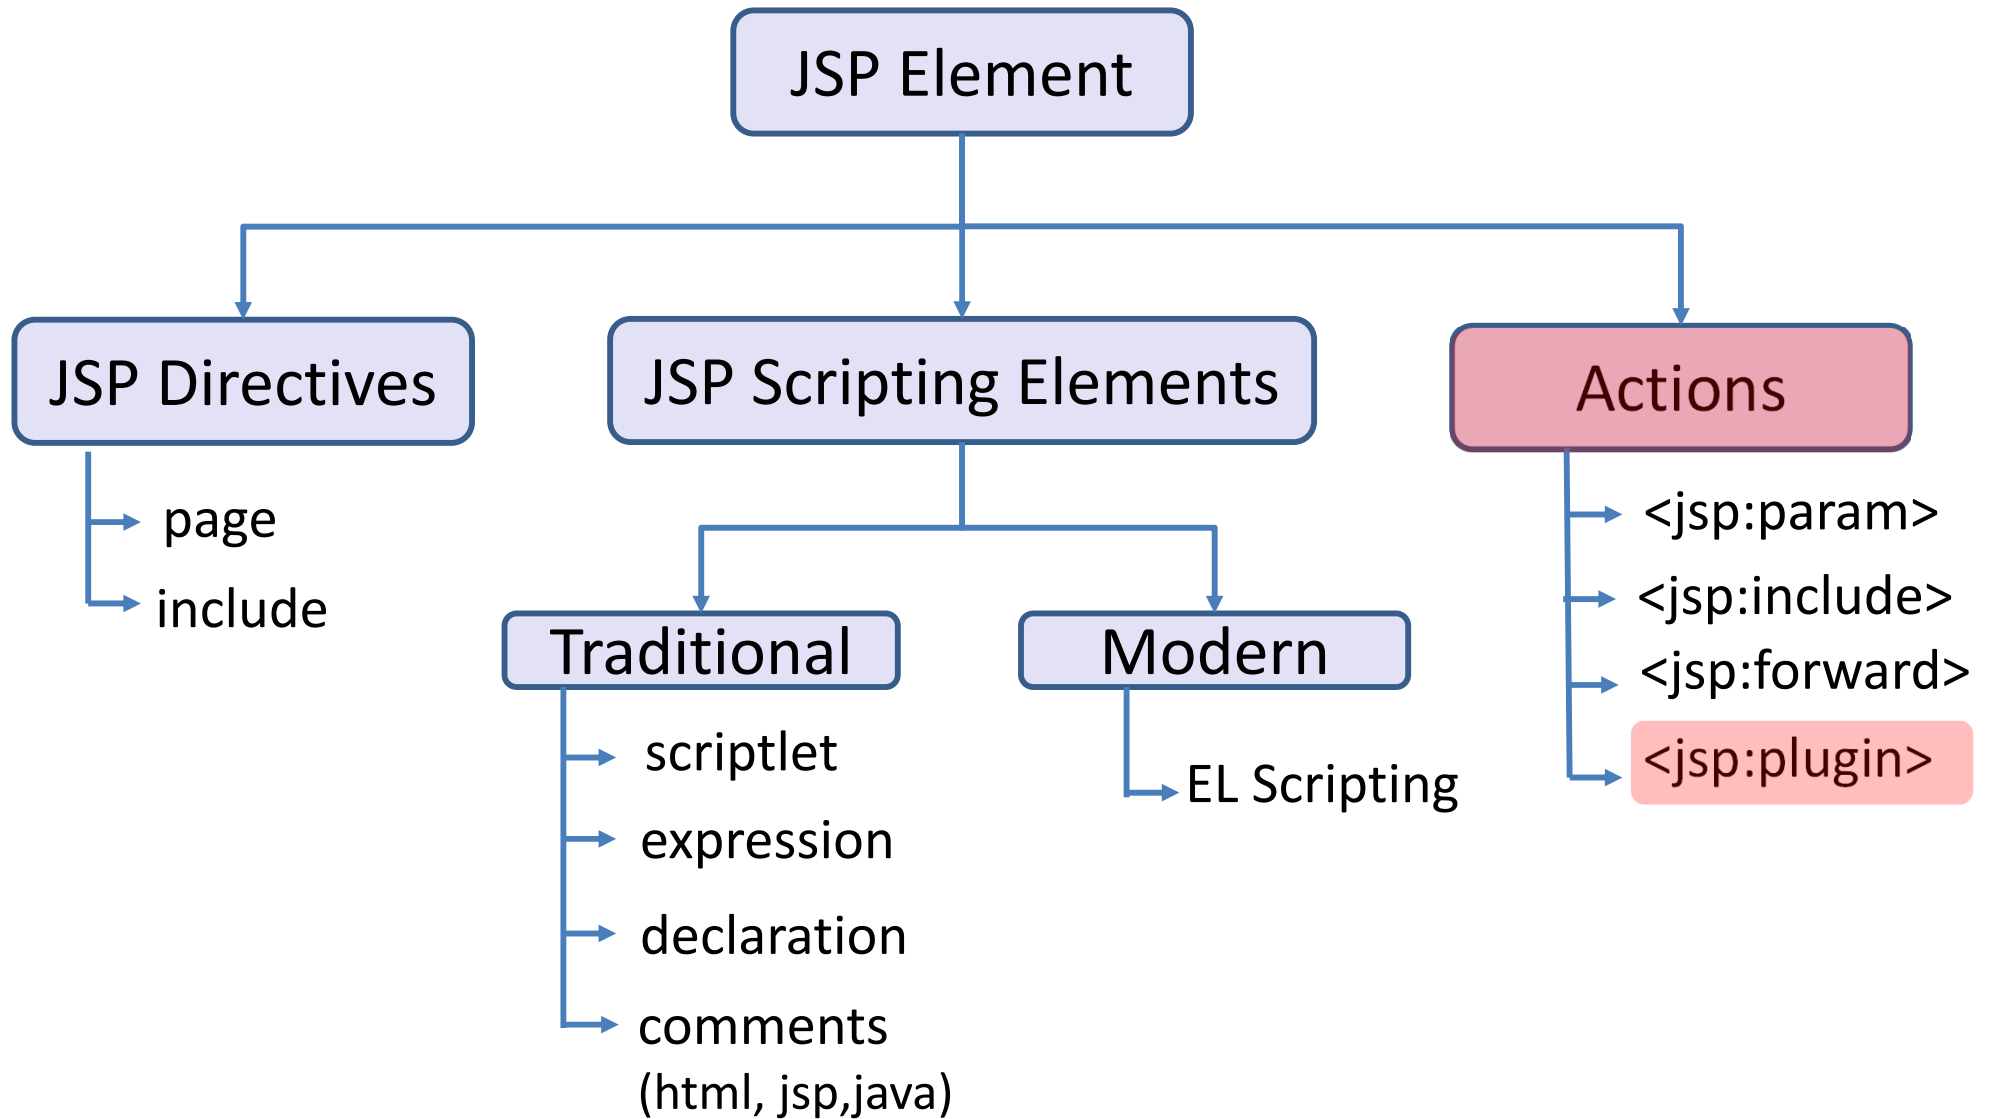 JSP Element
JSP Directives
page
include
JSP Scripting Elements
Traditional
scriptlet
expression
declaration
comments
(html, jsp,java)
Modern
EL Scripting
Actions
<jsp:param>
<jsp:include>
<jsp:forward>
<jsp:plugin>